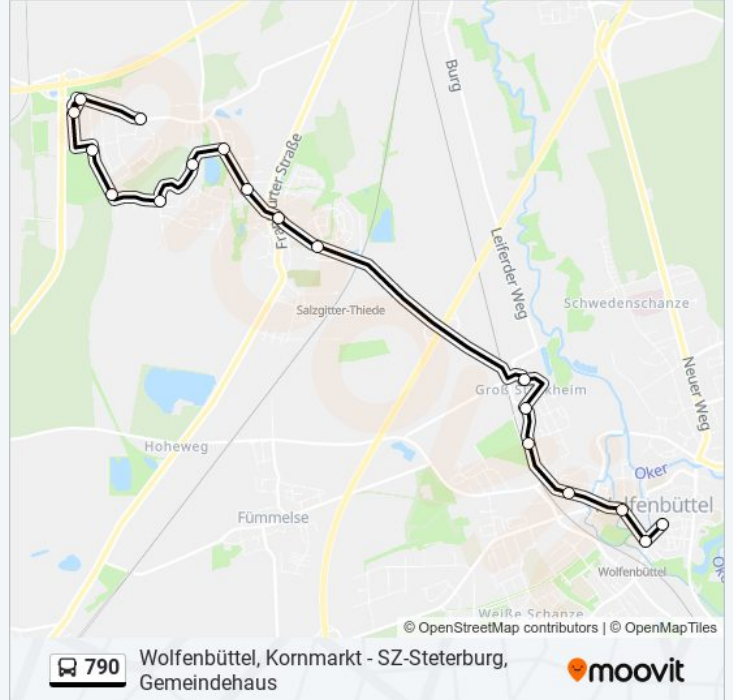 Burg
Frankfurter Straße
Leiferder Weg
Schwedenschanze
Salzgitter-Thiede
Neuer Weg
Groß Stöckheim
Hoheweg
Oker
Wolfenbüttel
Fümmelse
Wolfenbüttel
Weiße Schanze
© OpenStreetMap contributors | © OpenMapTiles
790
Wolfenbüttel, Kornmarkt - SZ-Steterburg,
Gemeindehaus
moovit